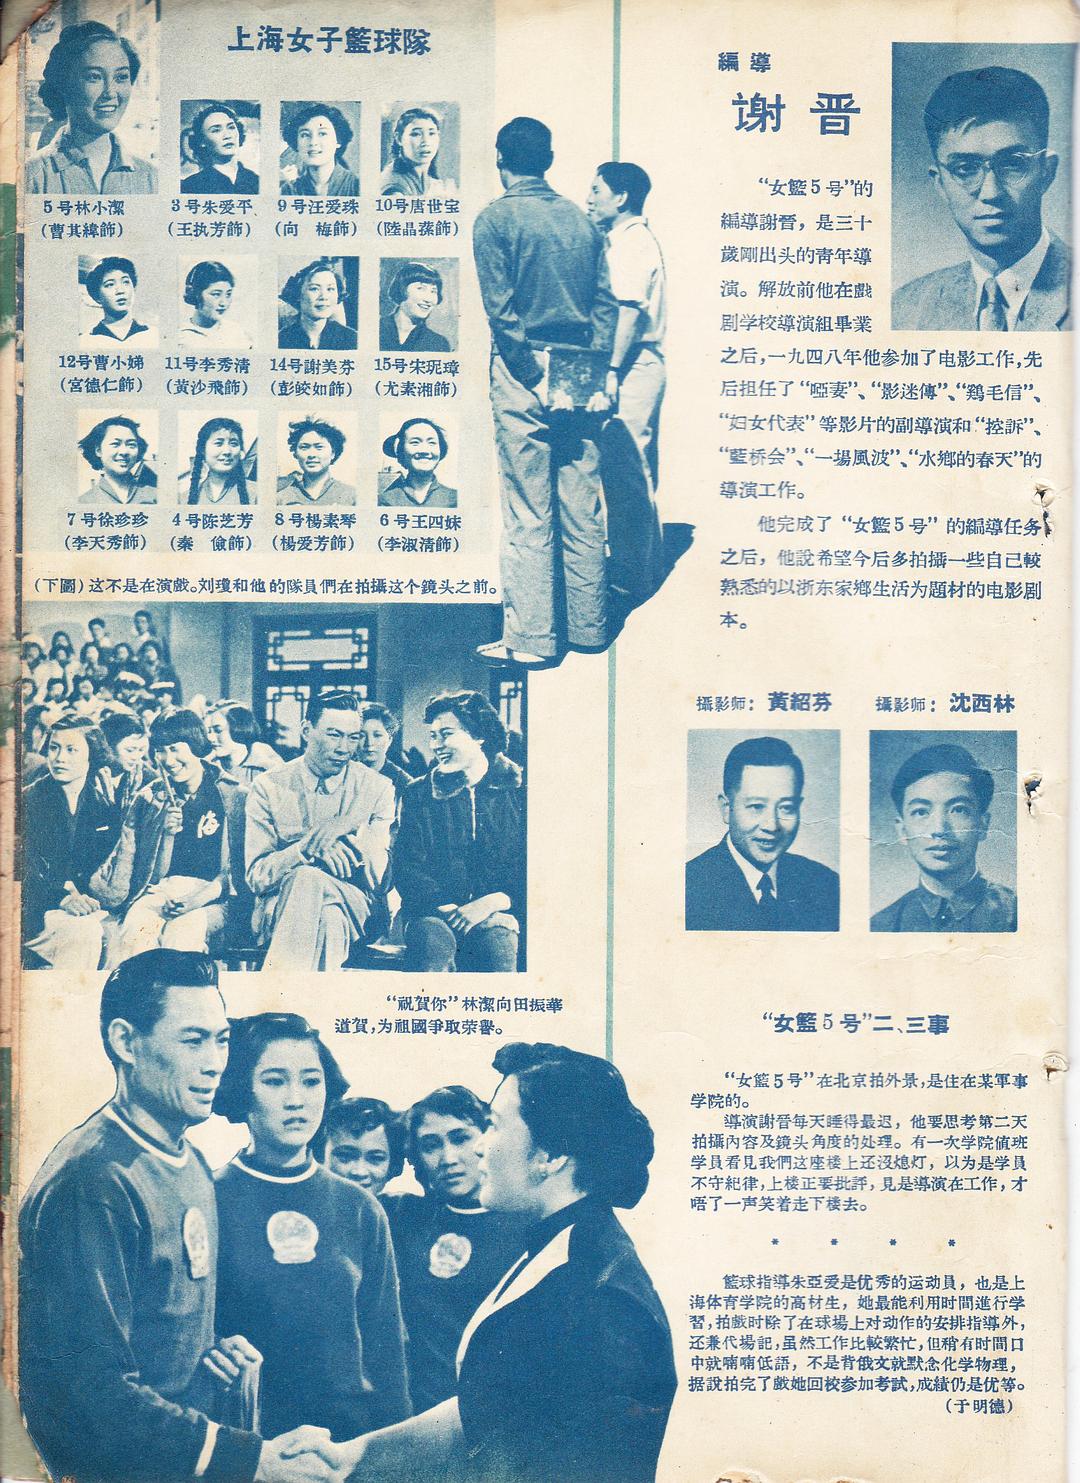 上海女子籃球隊
5号林小潔
(曹其緯飾)
3号朱爱平
(王执芳飾)
9号汪爱珠
(向 梅飾)
10号唐世宝
(陸晶蓀飾)
12号曹小娣
(宮德仁飾)
11号李秀清
(黃沙飛飾)
14号謝美芬
(彭皎如飾)
15号宋玭璋
(尤素湘飾)
7号徐珍珍
(李天秀飾)
4号陈芝芳
(秦 儉飾)
8号楊素琴
(楊爱芳飾)
6号王四妹
(李淑清飾)
(下圖)这不是在演戲。刘瓊和他的隊員們在拍攝这个鏡头之前。
海
“祝賀你”林潔向田振華
道賀,为祖國爭取荣譽。
編導
谢晋
“女籃5号”的
編導謝晉，是三十
歲剛出头的青年導
演。解放前他在戲
剧学校導演組畢業
之后,一九四八年他参加了电影工作,先
后担任了“啞妻”、“影迷傳”、“鷄毛信”、
“妇女代表”等影片的副導演和“控訴”、
“藍桥会”、“一場風波”、“水鄉的春天”的
導演工作。
他完成了“女籃5号”的編導任务
之后，他說希望今后多拍攝一些自己較
熟悉的以浙东家鄉生活为題材的电影剧
本。
攝影师：黃紹芬
攝影师：沈西林
“女籃5号”二、三事
“女籃5号”在北京拍外景,是住在某軍事
学院的。
導演謝晉每天睡得最迟，他要思考第二天
拍攝內容及鏡头角度的处理。有一次学院值班
学員看見我們这座楼上还沒熄灯，以为是学員
不守紀律,上楼正要批評，見是導演在工作，才
唔了一声笑着走下楼去。
* * * *
籃球指導朱亞爱是优秀的运动員，也是上
海体育学院的高材生，她最能利用时間進行学
習,拍戲时除了在球場上对动作的安排指導外,
还兼代場記,虽然工作比較繁忙,但稍有时間口
中就喃喃低語，不是背俄文就默念化学物理，
据說拍完了戲她回校参加考試,成績仍是优等。
(于明德)